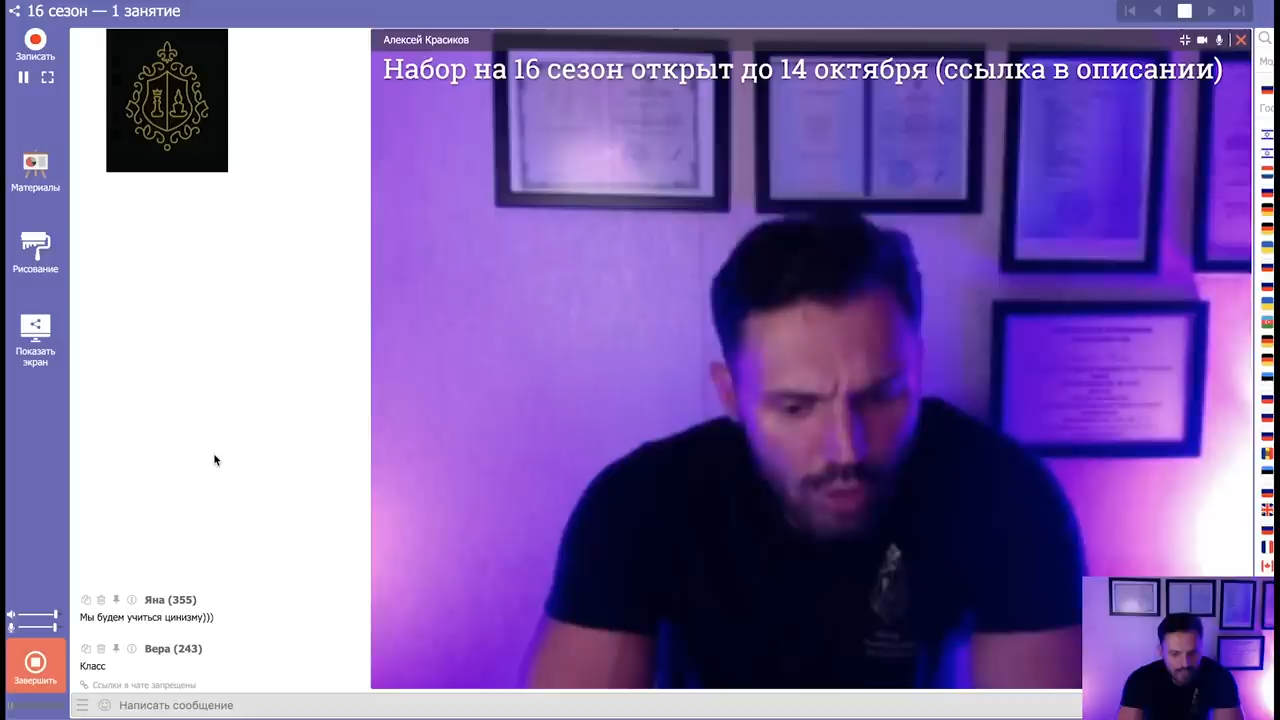 16 сезон — 1 занятие
Записать
Материалы
Рисование
Показать
экран
Завершить
Яна (355)
Мы будем учиться цинизму)))
Вера (243)
Класс
Ссылки в чате запрещены
Написать сообщение
Алексей Красиков
Набор на 16 сезон открыт до 14 октября (ссылка в описании)